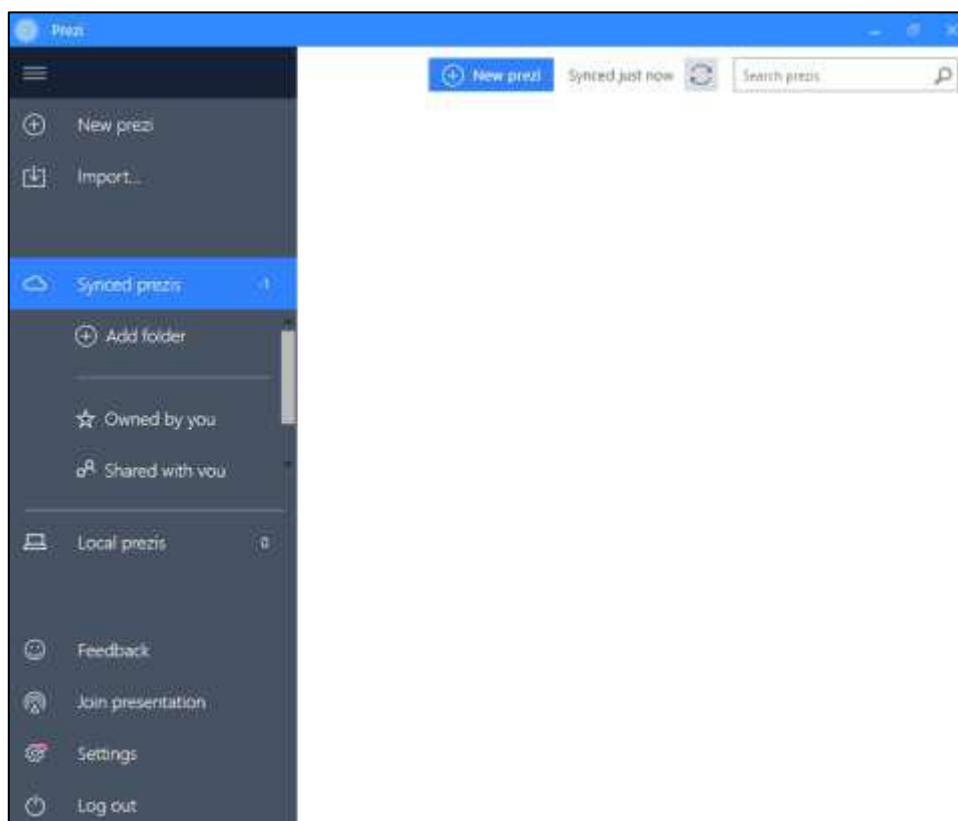 Prezi
New prezi Synced just now Search prezis
New prezi
Import...
Synced prezis -1
Add folder
Owned by you
Shared with you
Local prezis 0
Feedback
Join presentation
Settings
Log out